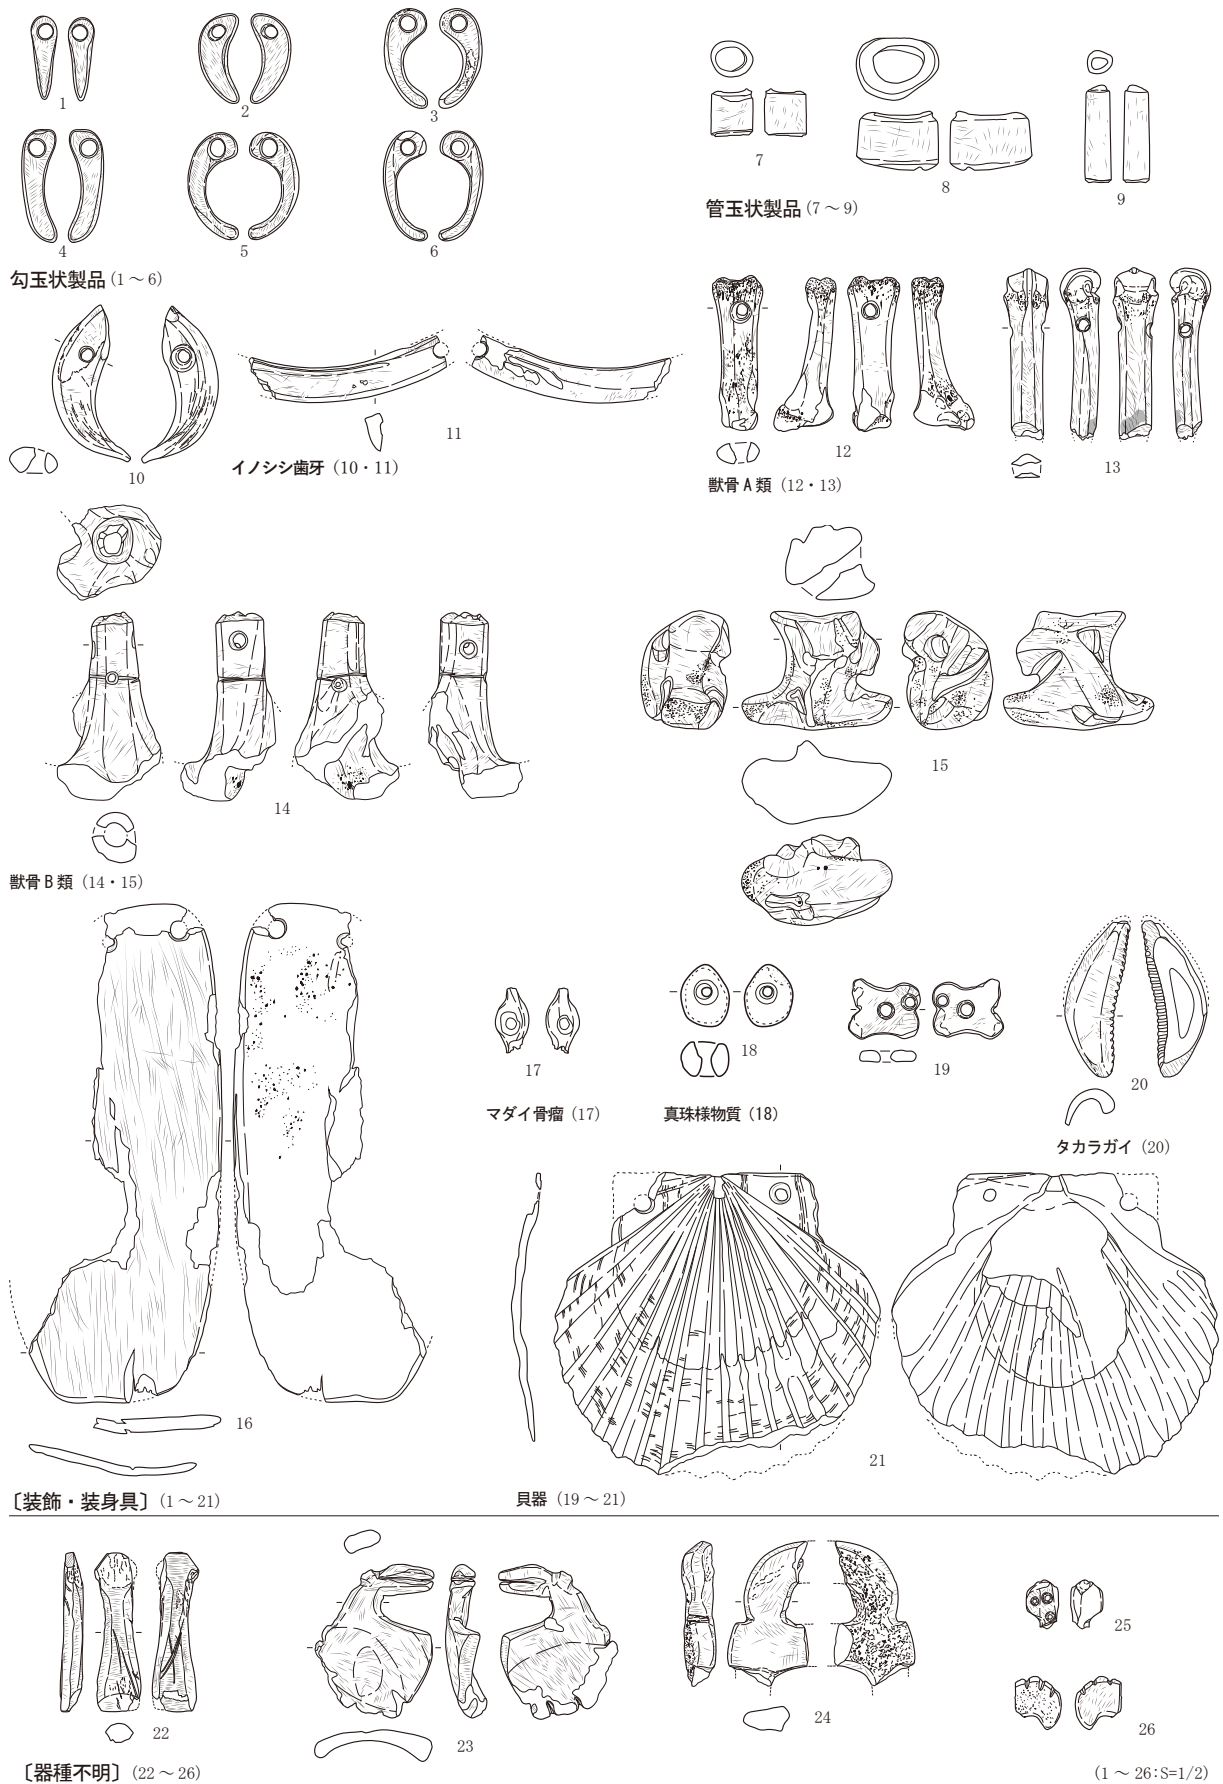 1
2
3
4
5
6
勾玉状製品(1～6)
7
8
9
管玉状製品(7～9)
10
11
イノシシ歯牙(10・11)
12
13
獣骨A類(12・13)
14
15
獣骨B類(14・15)
16
17
マダイ骨瘤(17)
18
真珠様物質(18)
19
20
タカラガイ(20)
21
貝器(19～21)
〔装飾・装身具〕(1～21)
22
23
24
25
26
〔器種不明〕(22～26)
(1～26:S=1/2)